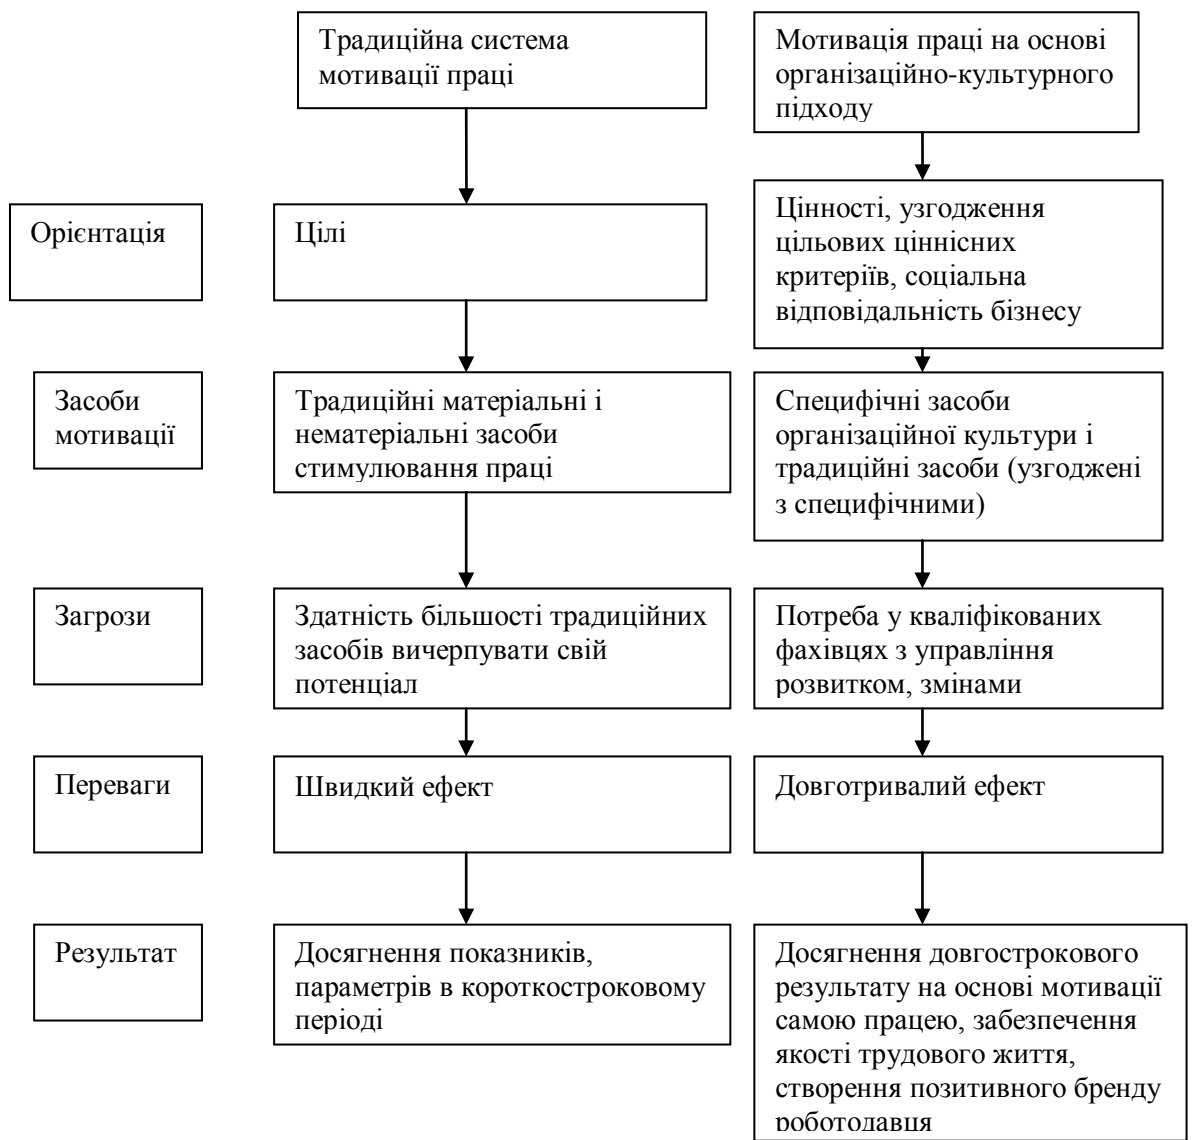 Традиційна система
мотивації праці
Мотивація праці на основі
організаційно-культурного
підходу
Орієнтація
Цілі
Цінності, узгодження
цільових ціннісних
критеріїв, соціальна
відповідальність бізнесу
Засоби
мотивації
Традиційні матеріальні і
нематеріальні засоби
стимулювання праці
Специфічні засоби
організаційної культури і
традиційні засоби (узгоджені
з специфічними)
Загрози
Здатність більшості традиційних
засобів вичерпувати свій
потенціал
Потреба у кваліфікованих
фахівцях з управління
розвитком, змінами
Переваги
Швидкий ефект
Довготривалий ефект
Результат
Досягнення показників,
параметрів в короткостроковому
періоді
Досягнення довгострокового
результату на основі мотивації
самою працею, забезпечення
якості трудового життя,
створення позитивного бренду
роботодавця